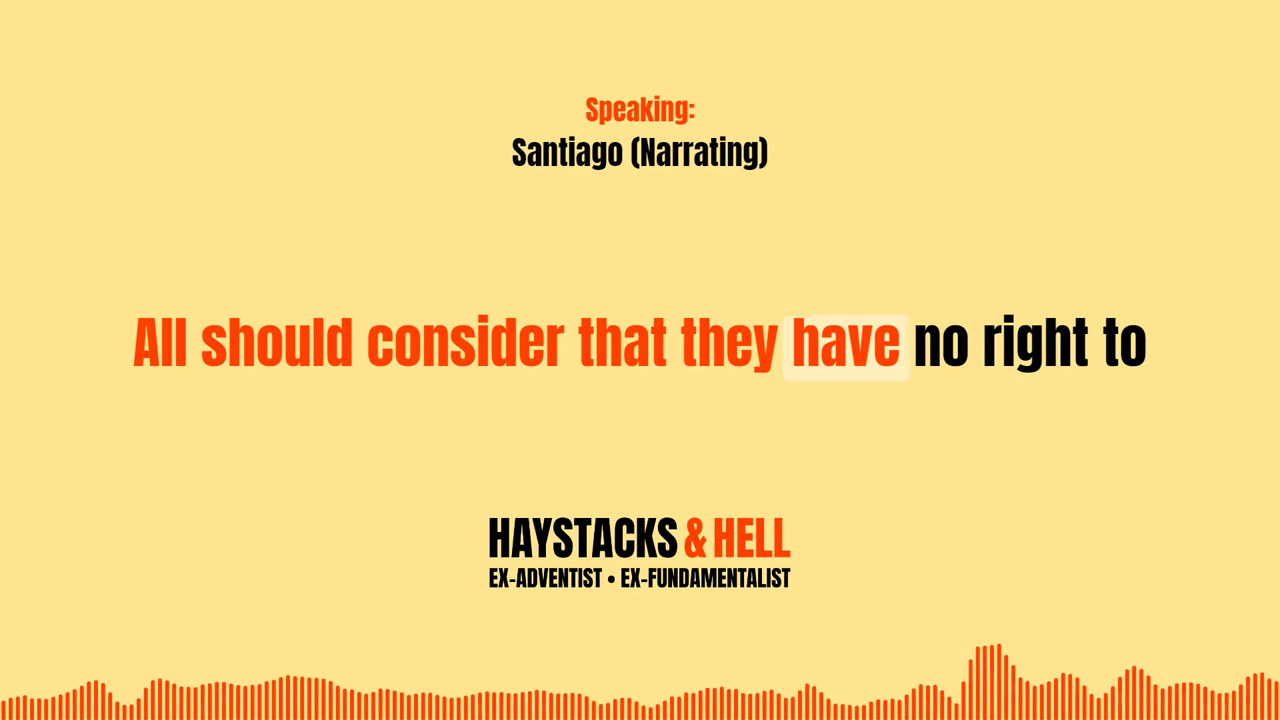 Speaking:
Santiago (Narrating)
All should consider that they have no right to
HAYSTACKS & HELL
EX-ADVENTIST • EX-FUNDAMENTALIST